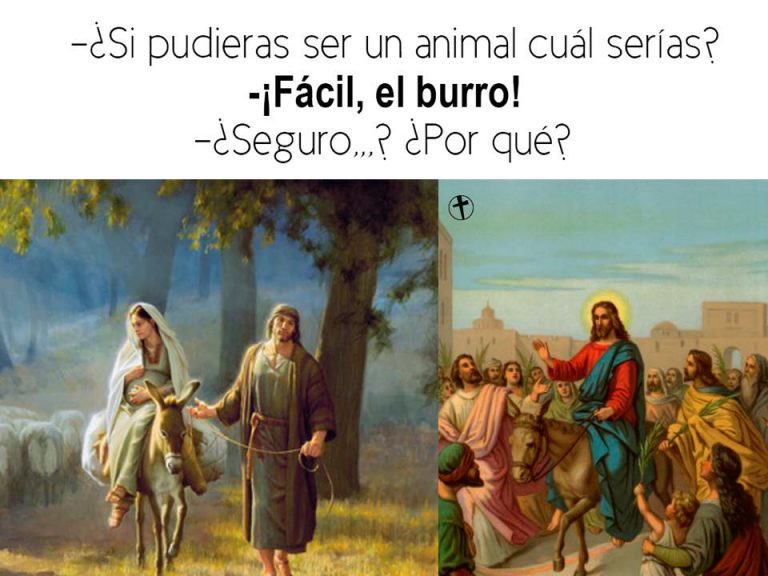 -¿Si pudieras ser un animal cuál serías?
-¡Fácil, el burro!
-¿Seguro,,,? ¿Por qué?